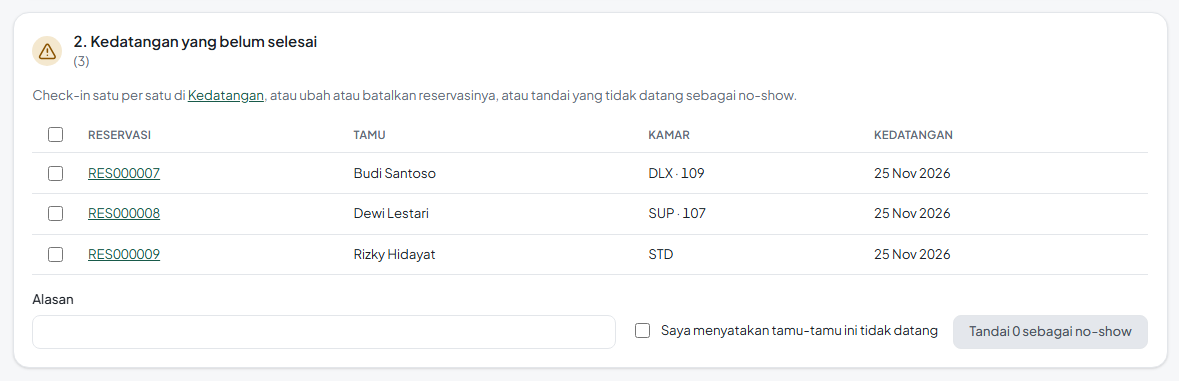 2. Kedatangan yang belum selesai
(3)
Check-in satu per satu di Kedatangan, atau ubah atau batalkan reservasinya, atau tandai yang tidak datang sebagai no-show.
RESERVASI TAMU KAMAR KEDATANGAN
RES000007 Budi Santoso DLX · 109 25 Nov 2026
RES000008 Dewi Lestari SUP · 107 25 Nov 2026
RES000009 Rizky Hidayat STD 25 Nov 2026
Alasan
Saya menyatakan tamu-tamu ini tidak datang Tandai 0 sebagai no-show